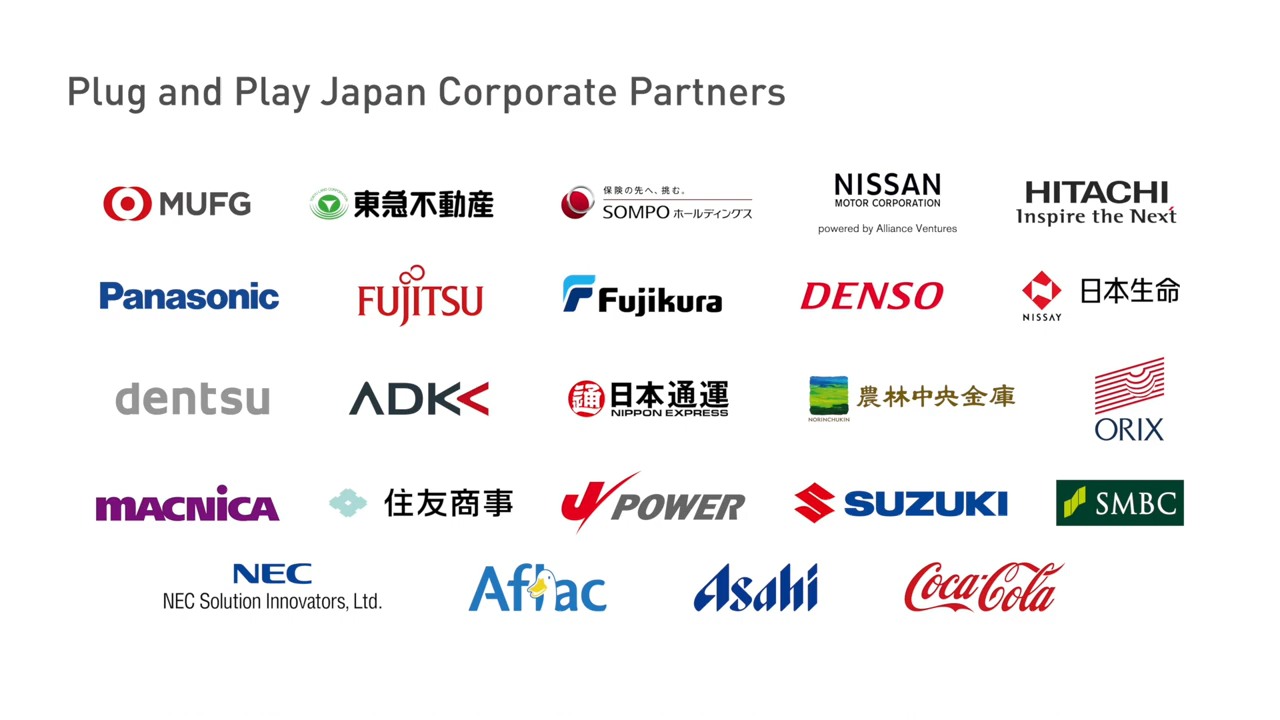 Plug and Play Japan Corporate Partners
MUFG
東急不動産
保険の先へ、挑む。
SOMPO ホールディングス
NISSAN
MOTOR CORPORATION
powered by Alliance Ventures
HITACHI
Inspire the Next
Panasonic
FUJITSU
Fujikura
DENSO
NISSAY
日本生命
dentsu
ADK
通
日本通運
NIPPON EXPRESS
NORINCHUKIN
農林中央金庫
ORIX
macnica
住友商事
J POWER
SUZUKI
SMBC
NEC
NEC Solution Innovators, Ltd.
Aflac
Asahi
Coca-Cola